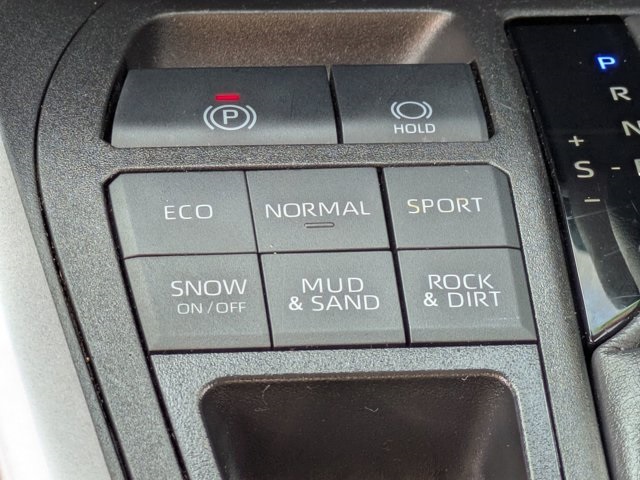 P
HOLD
P
R
N
+
S -
-
ECO
NORMAL
SPORT
SNOW
ON/OFF
MUD
& SAND
ROCK
& DIRT